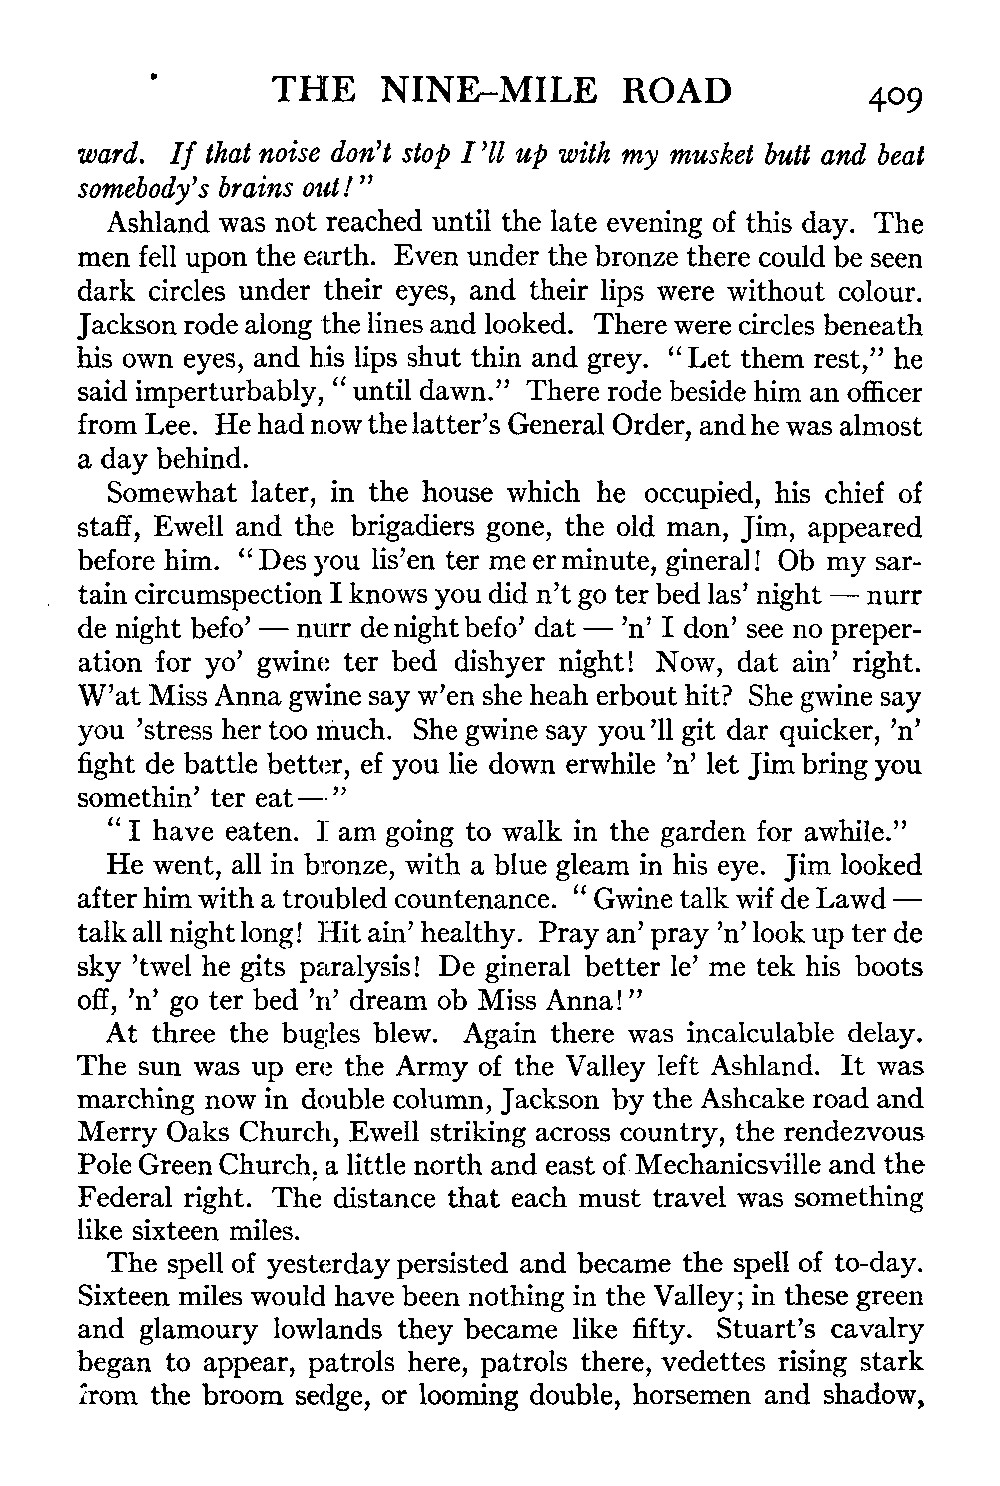 THE NINE-MILE ROAD 409
ward. If that noise don't stop I'll up with my musket butt and beat
somebody's brains out!"
Ashland was not reached until the late evening of this day. The
men fell upon the earth. Even under the bronze there could be seen
dark circles under their eyes, and their lips were without colour.
Jackson rode along the lines and looked. There were circles beneath
his own eyes, and his lips shut thin and grey. "Let them rest," he
said imperturbably, "until dawn." There rode beside him an officer
from Lee. He had now the latter's General Order, and he was almost
a day behind.
Somewhat later, in the house which he occupied, his chief of
staff, Ewell and the brigadiers gone, the old man, Jim, appeared
before him. "Des you lis'en ter me er minute, gineral! Ob my sar-
tain circumspection I knows you did n't go ter bed las' night — nurr
de night befo' — nurr de night befo' dat — 'n' I don' see no preper-
ation for yo' gwine ter bed dishyer night! Now, dat ain' right.
W'at Miss Anna gwine say w'en she heah erbout hit? She gwine say
you 'stress her too much. She gwine say you'll git dar quicker, 'n'
fight de battle better, ef you lie down erwhile 'n' let Jim bring you
somethin' ter eat—"
"I have eaten. I am going to walk in the garden for awhile."
He went, all in bronze, with a blue gleam in his eye. Jim looked
after him with a troubled countenance. "Gwine talk wif de Lawd —
talk all night long! Hit ain' healthy. Pray an' pray 'n' look up ter de
sky 'twel he gits paralysis! De gineral better le' me tek his boots
off, 'n' go ter bed 'n' dream ob Miss Anna!"
At three the bugles blew. Again there was incalculable delay.
The sun was up ere the Army of the Valley left Ashland. It was
marching now in double column, Jackson by the Ashcake road and
Merry Oaks Church, Ewell striking across country, the rendezvous
Pole Green Church, a little north and east of Mechanicsville and the
Federal right. The distance that each must travel was something
like sixteen miles.
The spell of yesterday persisted and became the spell of to-day.
Sixteen miles would have been nothing in the Valley; in these green
and glamoury lowlands they became like fifty. Stuart's cavalry
began to appear, patrols here, patrols there, vedettes rising stark
from the broom sedge, or looming double, horsemen and shadow,